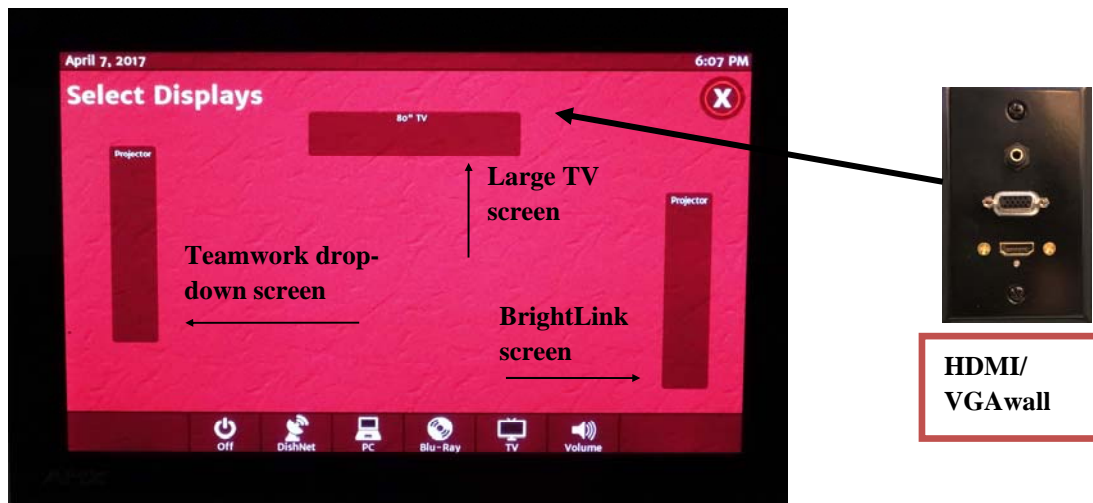 April 7, 2017
6:07 PM
Select Displays
X
80" TV
Projector
Large TV
screen
Projector
Teamwork drop-
down screen
BrightLink
screen
HDMI/
VGAwall
Off
DishNet
PC
Blu-Ray
TV
Volume
AMX